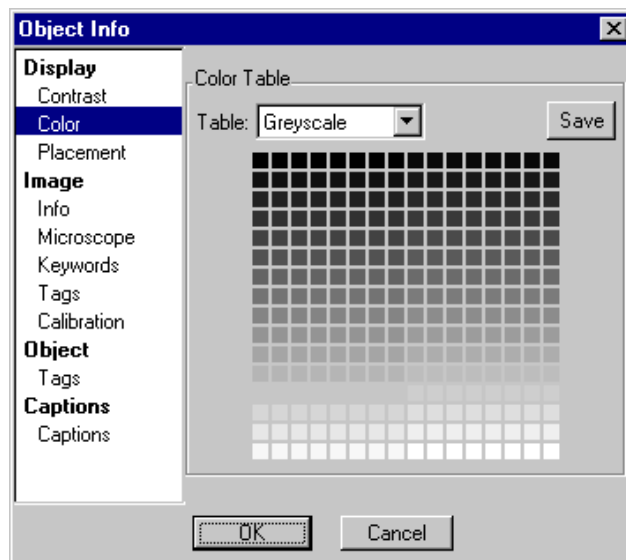 Object Info
Display
Contrast
Color
Placement
Image
Info
Microscope
Keywords
Tags
Calibration
Object
Tags
Captions
Captions
Color Table
Table: Greyscale Save
OK Cancel